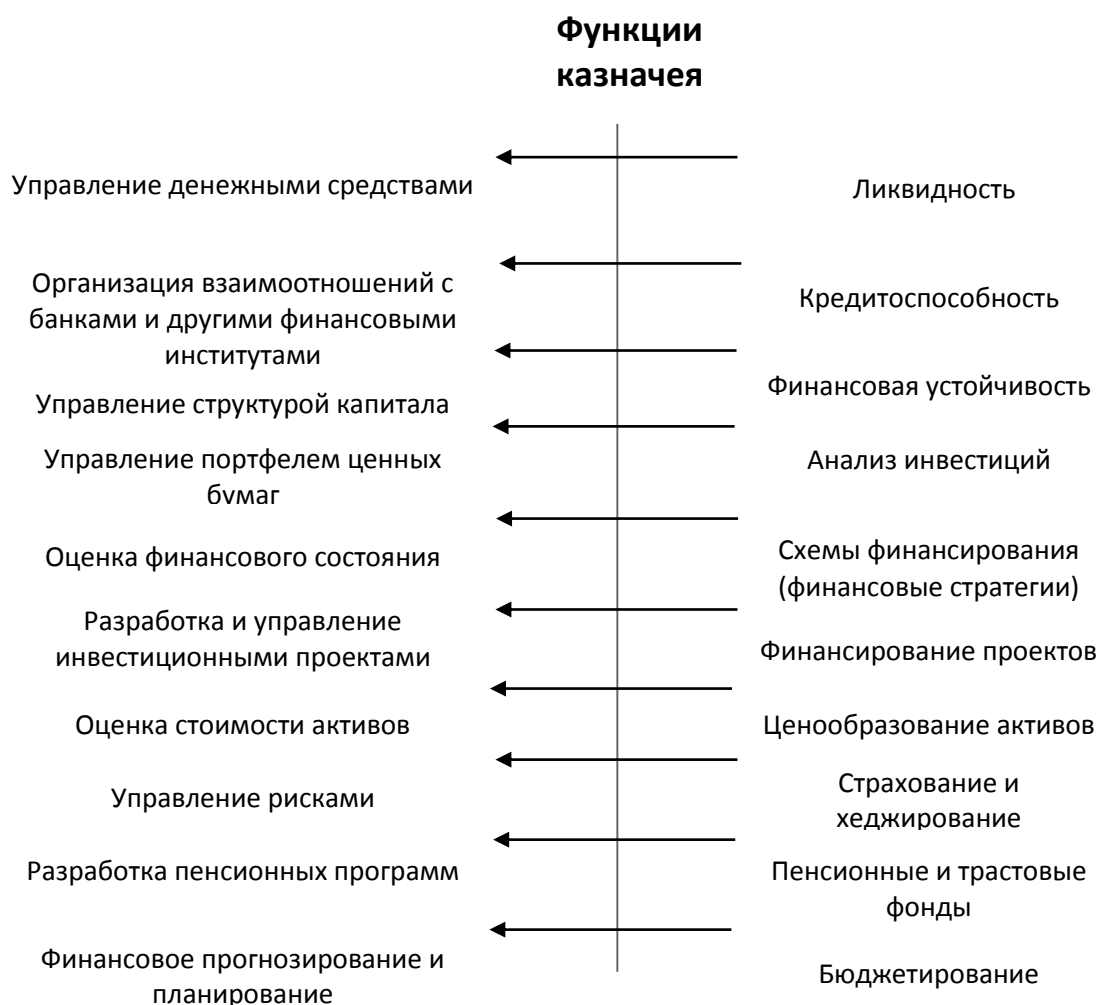 Функции
казначея
Управление денежными средствами
Ликвидность
Организация взаимоотношений с
банками и другими финансовыми
институтами
Кредитоспособность
Управление структурой капитала
Финансовая устойчивость
Управление портфелем ценных
бумаг
Анализ инвестиций
Оценка финансового состояния
Схемы финансирования
(финансовые стратегии)
Разработка и управление
инвестиционными проектами
Финансирование проектов
Оценка стоимости активов
Ценообразование активов
Управление рисками
Страхование и
хеджирование
Разработка пенсионных программ
Пенсионные и трастовые
фонды
Финансовое прогнозирование и
планирование
Бюджетирование